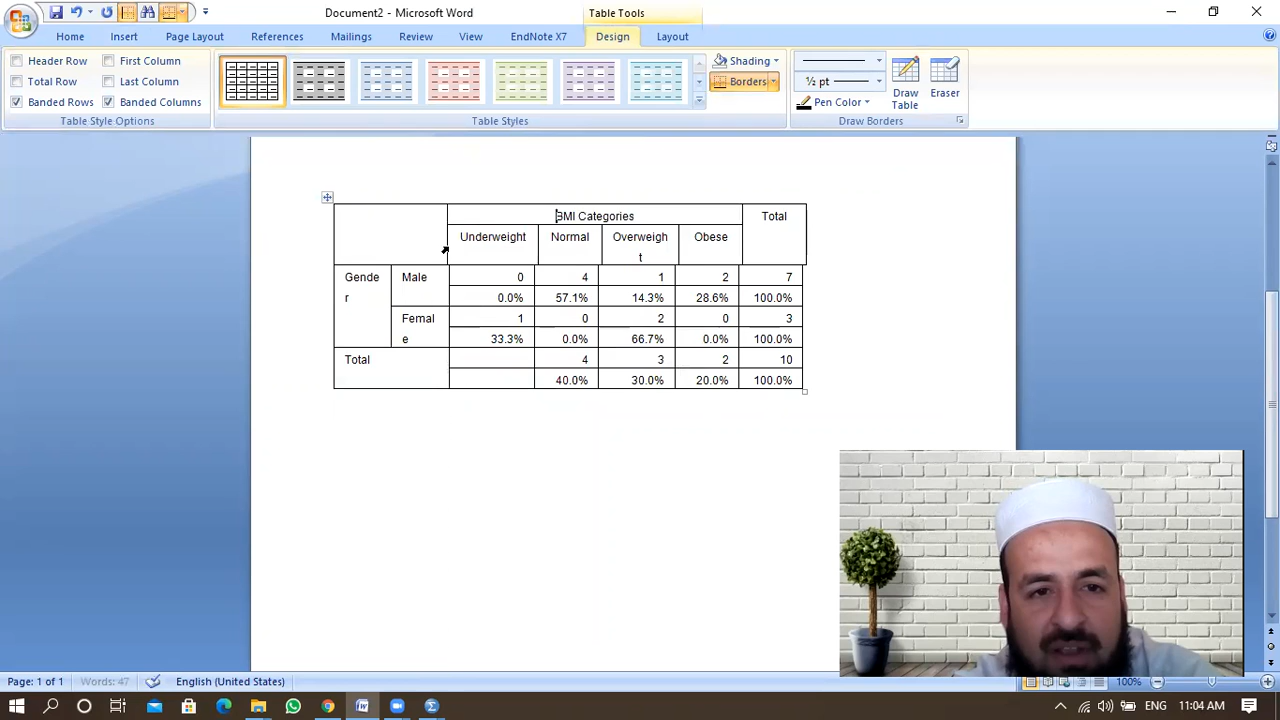 Document2 - Microsoft Word
Table Tools
Home
Insert
Page Layout
References
Mailings
Review
View
EndNote X7
Design
Layout
Header Row
First Column
Total Row
Last Column
Banded Rows
Banded Columns
Table Style Options
Table Styles
Shading
Borders
½ pt
Pen Color
Draw Table
Eraser
Draw Borders
BMI Categories
Total
Underweight
Normal
Overweigh
t
Obese
Gende
r
Male
0
4
1
2
7
0.0%
57.1%
14.3%
28.6%
100.0%
Femal
e
1
0
2
0
3
33.3%
0.0%
66.7%
0.0%
100.0%
Total
4
3
2
10
40.0%
30.0%
20.0%
100.0%
Page: 1 of 1
Words: 47
English (United States)
100%
ENG
11:04 AM